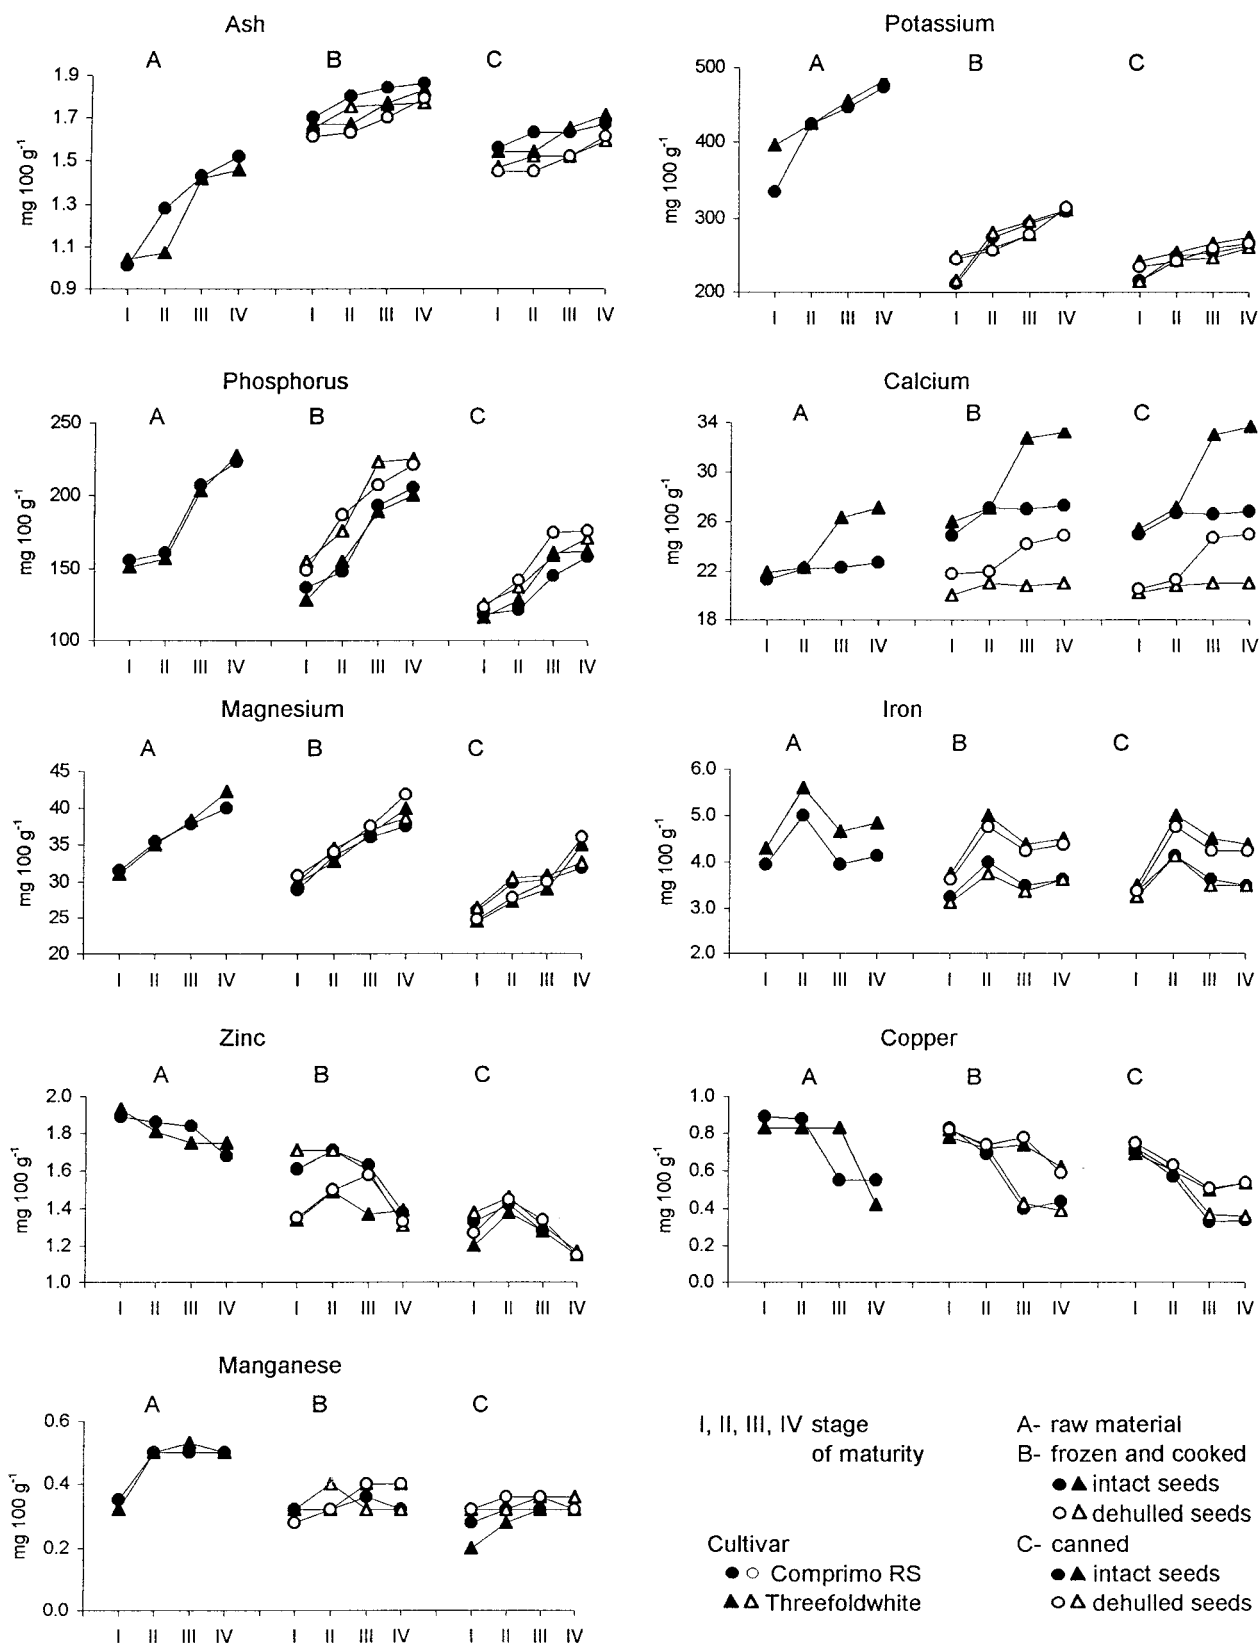 Ash
A B C
1.9
1.7
1.5
1.3
1.1
0.9
mg 100 g⁻¹
I II III IV I II III IV I II III IV
Potassium
A B C
500
400
300
200
mg 100 g⁻¹
I II III IV I II III IV I II III IV
Phosphorus
A B C
250
200
150
100
mg 100 g⁻¹
I II III IV I II III IV I II III IV
Calcium
A B C
34
30
26
22
18
mg 100 g⁻¹
I II III IV I II III IV I II III IV
Magnesium
A B C
45
40
35
30
25
20
mg 100 g⁻¹
I II III IV I II III IV I II III IV
Iron
A B C
6.0
5.0
4.0
3.0
2.0
mg 100 g⁻¹
I II III IV I II III IV I II III IV
Zinc
A B C
2.0
1.8
1.6
1.4
1.2
1.0
mg 100 g⁻¹
I II III IV I II III IV I II III IV
Copper
A B C
1.0
0.8
0.6
0.4
0.2
0.0
mg 100 g⁻¹
I II III IV I II III IV I II III IV
Manganese
A B C
0.6
0.4
0.2
0.0
mg 100 g⁻¹
I II III IV I II III IV I II III IV
I, II, III, IV stage
of maturity
Cultivar
Comprimo RS
Threefoldwhite
A- raw material
B- frozen and cooked
intact seeds
dehulled seeds
C- canned
intact seeds
dehulled seeds